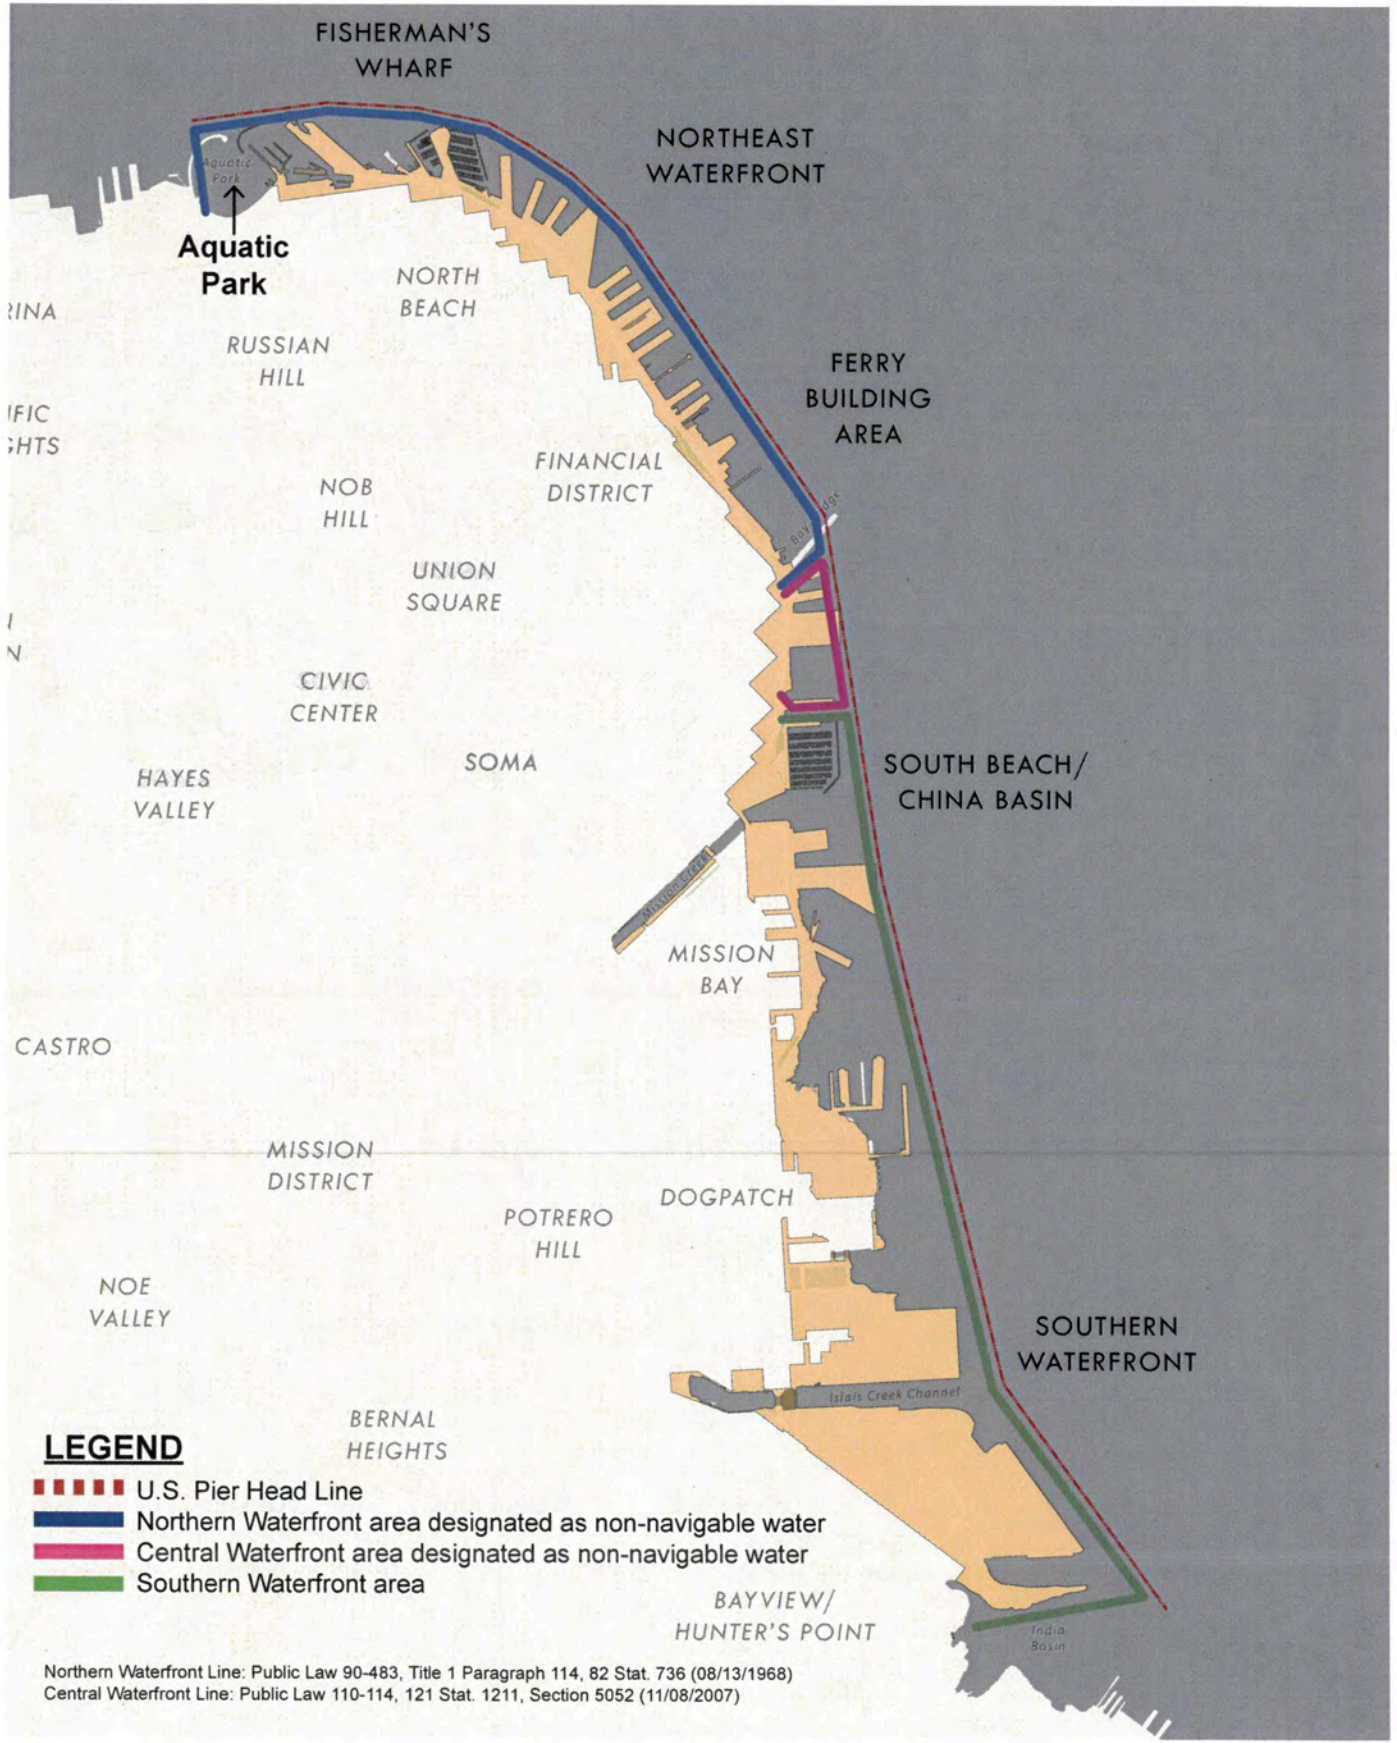 FISHERMAN'S
WHARF
NORTHEAST
WATERFRONT
Aquatic
Park
Aquatic
Park
NORTH
BEACH
RINA
RUSSIAN
HILL
FERRY
BUILDING
AREA
IFIC
GHTS
FINANCIAL
DISTRICT
NOB
HILL
UNION
SQUARE
N
CIVIC
CENTER
SOMA
SOUTH BEACH/
CHINA BASIN
HAYES
VALLEY
Mission Creek
MISSION
BAY
CASTRO
MISSION
DISTRICT
DOGPATCH
POTRERO
HILL
NOE
VALLEY
SOUTHERN
WATERFRONT
Islais Creek Channel
BERNAL
HEIGHTS
LEGEND
U.S. Pier Head Line
Northern Waterfront area designated as non-navigable water
Central Waterfront area designated as non-navigable water
Southern Waterfront area
BAYVIEW/
HUNTER'S POINT
India
Basin
Northern Waterfront Line: Public Law 90-483, Title 1 Paragraph 114, 82 Stat. 736 (08/13/1968)
Central Waterfront Line: Public Law 110-114, 121 Stat. 1211, Section 5052 (11/08/2007)